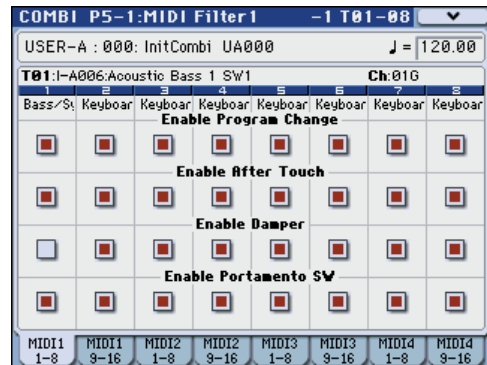 COMBI P5-1:MIDI Filter1 -1 T01-08
USER-A : 000: InitCombi UA000 ♩= 120.00
T01:I-A006:Acoustic Bass 1 SW1 Ch:01G
1 2 3 4 5 6 7 8
Bass/Sy Keyboar Keyboar Keyboar Keyboar Keyboar Keyboar Keyboar
Enable Program Change
Enable After Touch
Enable Damper
Enable Portamento SW
MIDI1 1-8 MIDI1 9-16 MIDI2 1-8 MIDI2 9-16 MIDI3 1-8 MIDI3 9-16 MIDI4 1-8 MIDI4 9-16